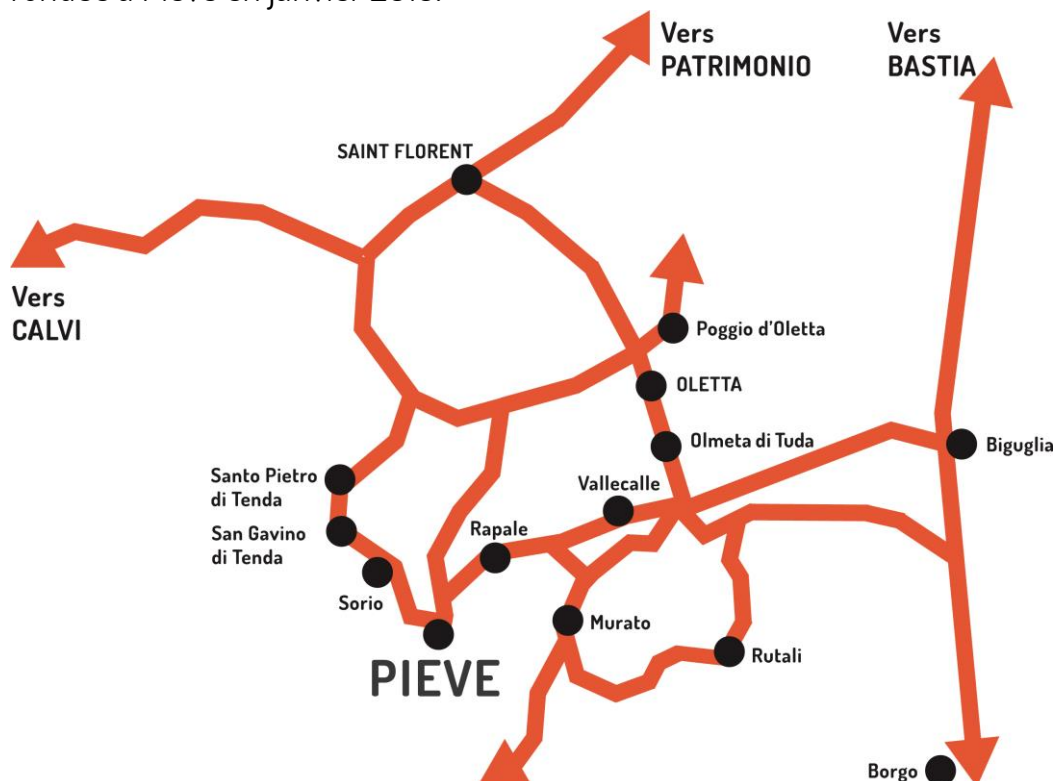 Vers
PATRIMONIO
Vers
BASTIA
SAINT FLORENT
Vers
CALVI
Poggio d'Oletta
OLETTA
Olmeta di Tuda
Biguglia
Santo Pietro
di Tenda
Vallecalle
San Gavino
di Tenda
Rapale
Sorio
Murato
Rutali
PIEVE
Borgo